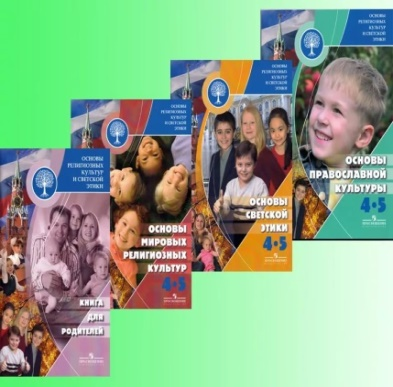 ОСНОВЫ
РЕЛИГИОЗНЫХ
КУЛЬТУР
И СВЕТСКОЙ
ЭТИКИ
КНИГА
ДЛЯ
РОДИТЕЛЕЙ
ОСНОВЫ
РЕЛИГИОЗНЫХ
КУЛЬТУР
И СВЕТСКОЙ
ЭТИКИ
ОСНОВЫ
МИРОВЫХ
РЕЛИГИОЗНЫХ
КУЛЬТУР
4-5
ОСНОВЫ
РЕЛИГИОЗНЫХ
КУЛЬТУР
И СВЕТСКОЙ
ЭТИКИ
ОСНОВЫ
СВЕТСКОЙ
ЭТИКИ
4-5
ПРОСВЕЩЕНИЕ
ОСНОВЫ
РЕЛИГИОЗНЫХ
КУЛЬТУР
И СВЕТСКОЙ
ЭТИКИ
ОСНОВЫ
ПРАВОСЛАВНОЙ
КУЛЬТУРЫ
4-5
ПРОСВЕЩЕНИЕ